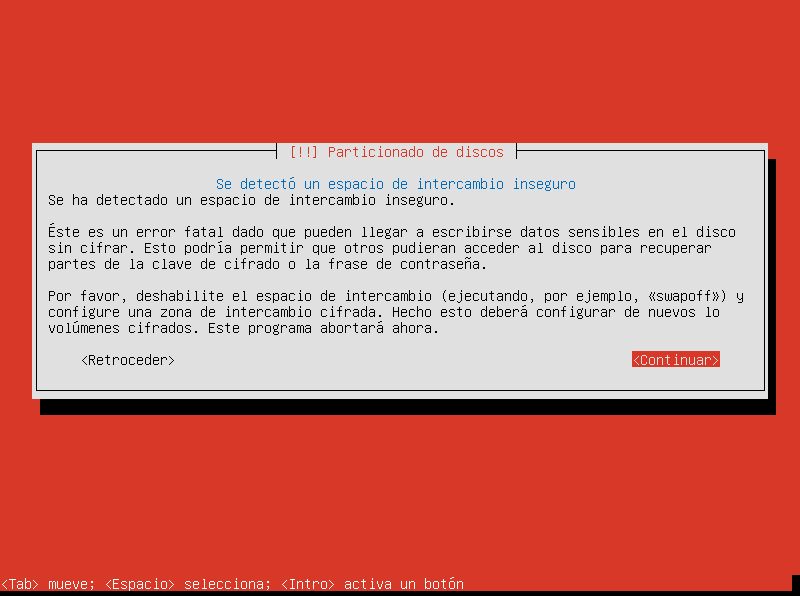 [!!] Particionado de discos
Se detectó un espacio de intercambio inseguro
Se ha detectado un espacio de intercambio inseguro.
Éste es un error fatal dado que pueden llegar a escribirse datos sensibles en el disco
sin cifrar. Esto podría permitir que otros pudieran acceder al disco para recuperar
partes de la clave de cifrado o la frase de contraseña.
Por favor, deshabilite el espacio de intercambio (ejecutando, por ejemplo, «swapoff») y
configure una zona de intercambio cifrada. Hecho esto deberá configurar de nuevos lo
volúmenes cifrados. Este programa abortará ahora.
<Retroceder> <Continuar>
<Tab> mueve; <Espacio> selecciona; <Intro> activa un botón